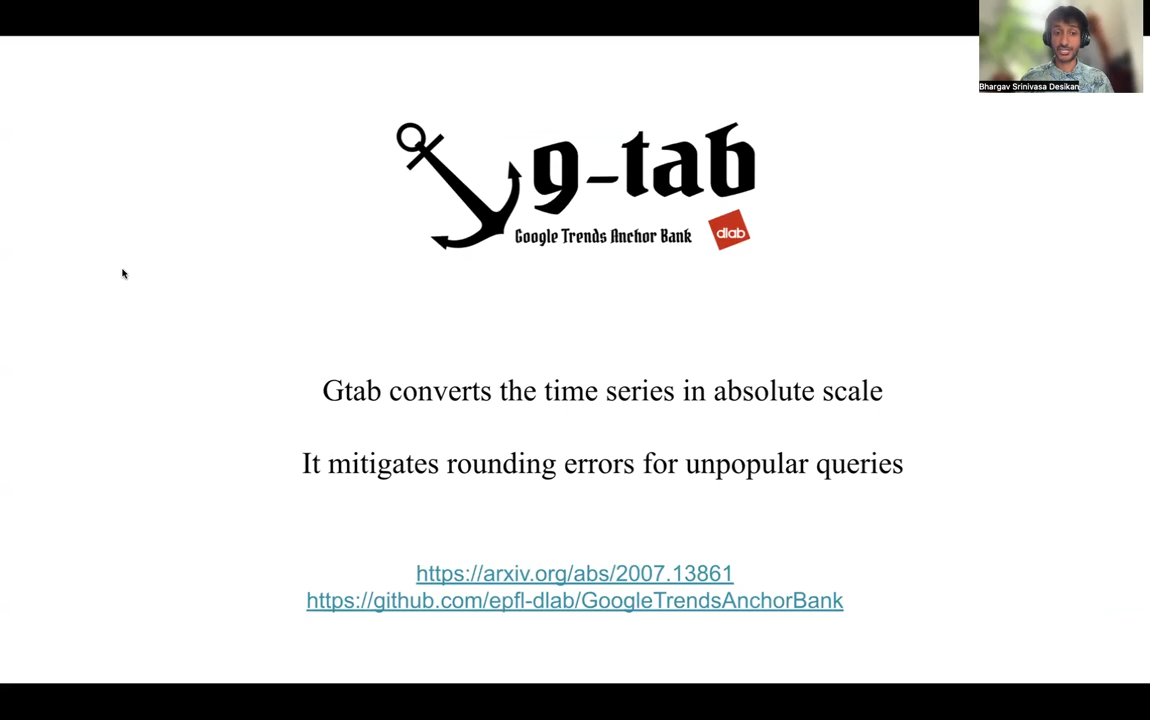 Bhargav Srinivasa Desikan
g-tab
Google Trends Anchor Bank
dlab
Gtab converts the time series in absolute scale
It mitigates rounding errors for unpopular queries
https://arxiv.org/abs/2007.13861
https://github.com/epfl-dlab/GoogleTrendsAnchorBank